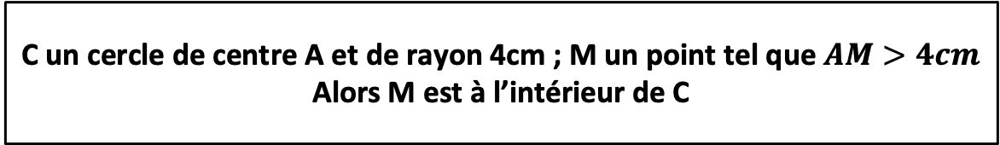 C un cercle de centre A et de rayon 4cm ; M un point tel que AM > 4cm
Alors M est à l’intérieur de C